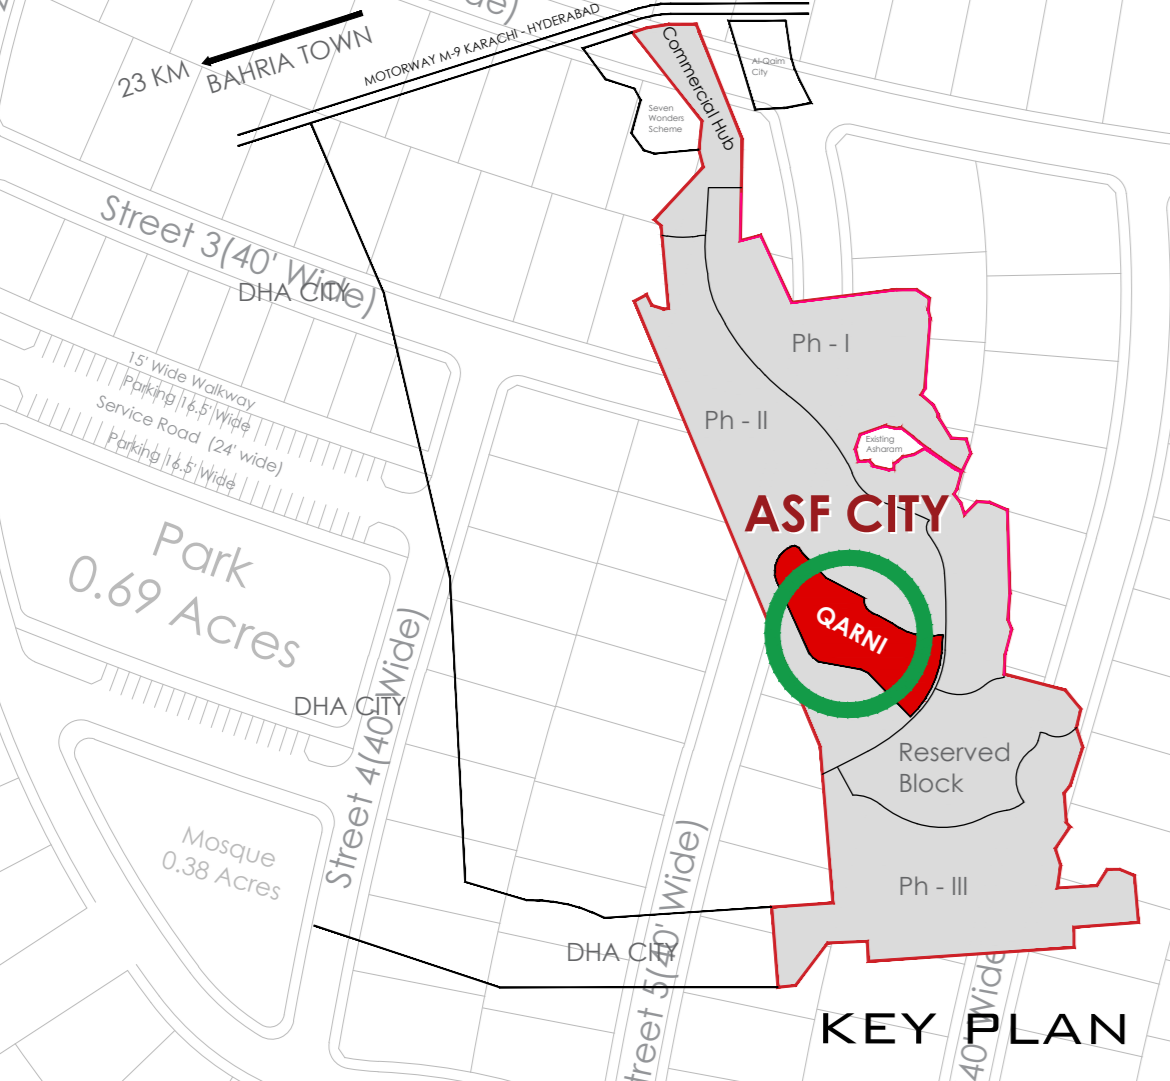 de)
23 KM
BAHRIA TOWN
MOTORWAY M-9 KARACHI - HYDERABAD
Commercial Hub
Al-Qaim
City
Seven
Wonders
Scheme
Street 3(40' Wide)
DHA CITY
Ph - I
15' Wide Walkway
Parking 16.5' Wide
Service Road (24' wide)
Parking 16.5' Wide
Ph - II
Existing
Asharam
ASF CITY
Park
0.69 Acres
QARNI
DHA CITY
Street 4(40' Wide)
Reserved
Block
Mosque
0.38 Acres
Ph - III
DHA CITY
treet 5(40' Wide)
40' Wide
KEY PLAN